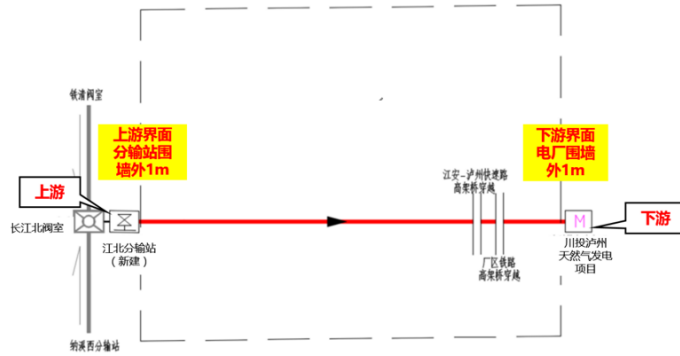 铁清阀室
上游界面
分输站围
墙外1m
下游界面
电厂围墙
外1m
江安-泸州快速路
高架桥穿越
上游
下游
长江北阀室
江北分输站
（新建）
M
川投泸州
天然气发电
项目
厂区铁路
高架桥穿越
纳溪西分输站